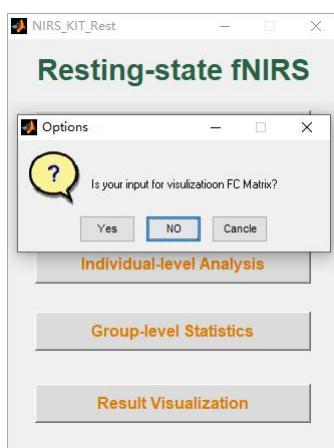 NIRS_KIT_Rest
Resting-state fNIRS
Options
?
Is your input for visulizatioon FC Matrix?
Yes
NO
Cancle
Individual-level Analysis
Group-level Statistics
Result Visualization